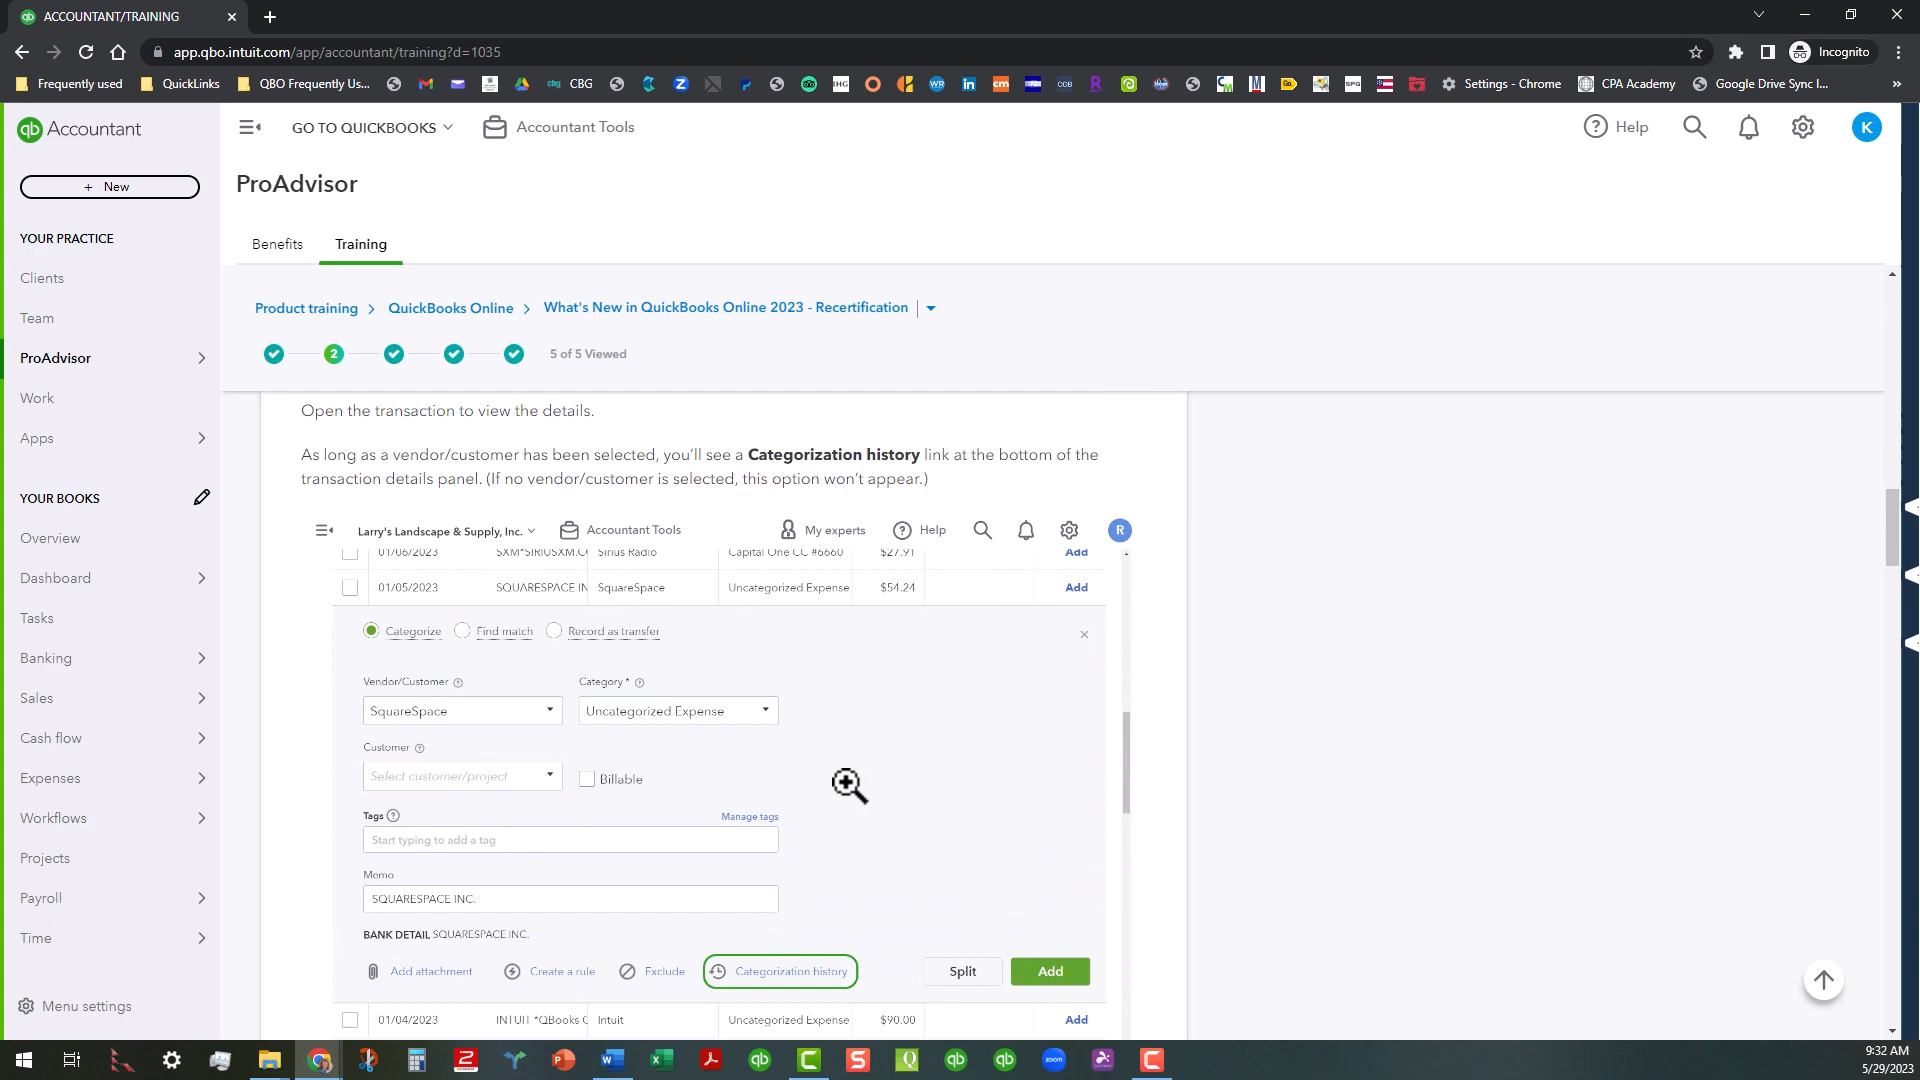 ACCOUNTANT/TRAINING
app.qbo.intuit.com/app/accountant/training?d=1035
Incognito
Frequently used
QuickLinks
QBO Frequently Us...
CBG
Settings - Chrome
CPA Academy
Google Drive Sync I...
qb Accountant
GO TO QUICKBOOKS
Accountant Tools
Help
K
+ New
ProAdvisor
YOUR PRACTICE
Benefits
Training
Clients
Product training > QuickBooks Online > What's New in QuickBooks Online 2023 - Recertification
Team
2
5 of 5 Viewed
ProAdvisor
Work
Open the transaction to view the details.
Apps
As long as a vendor/customer has been selected, you'll see a Categorization history link at the bottom of the
transaction details panel. (If no vendor/customer is selected, this option won't appear.)
YOUR BOOKS
Overview
Larry's Landscape & Supply, Inc.
Accountant Tools
My experts
Help
R
01/06/2023 SXM*SIRIUSXM.C Sirius Radio Capital One CC #6660 $27.91 Add
Dashboard
01/05/2023 SQUARESPACE IN SquareSpace Uncategorized Expense $54.24 Add
Tasks
Categorize Find match Record as transfer
Banking
Vendor/Customer Category *
Sales
SquareSpace Uncategorized Expense
Cash flow
Customer
Expenses
Select customer/project Billable
Workflows
Tags Manage tags
Start typing to add a tag
Projects
Memo
Payroll
SQUARESPACE INC.
Time
BANK DETAIL SQUARESPACE INC.
Add attachment Create a rule Exclude Categorization history Split Add
Menu settings
01/04/2023 INTUIT *QBooks Intuit Uncategorized Expense $90.00 Add
9:32 AM
5/29/2023